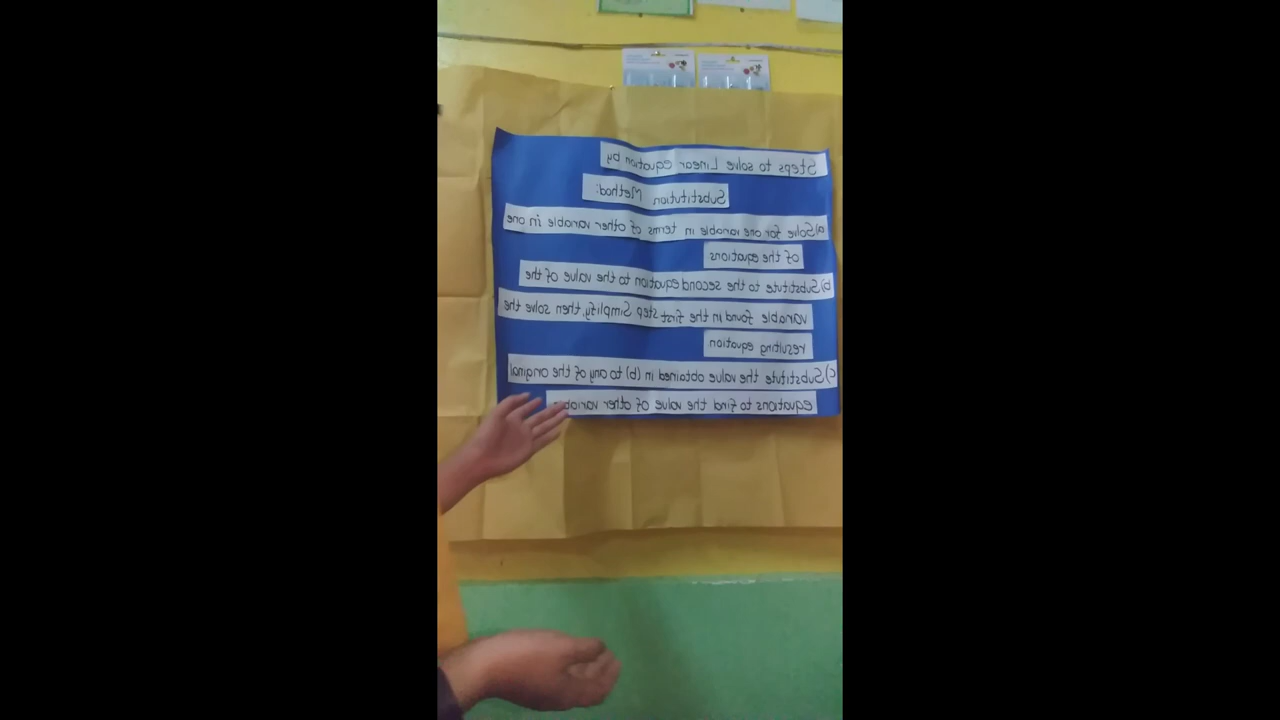 Steps to solve Linear equation by
Substitution Method:
a) Solve for one variable in terms of other variable in one
of the equations
b) Substitute to the second equation to the value of the
variable found in the first step Simplify, then solve the
resulting equation
c) Substitute the value obtained in (b) to any of the original
equations to find the value of other variable